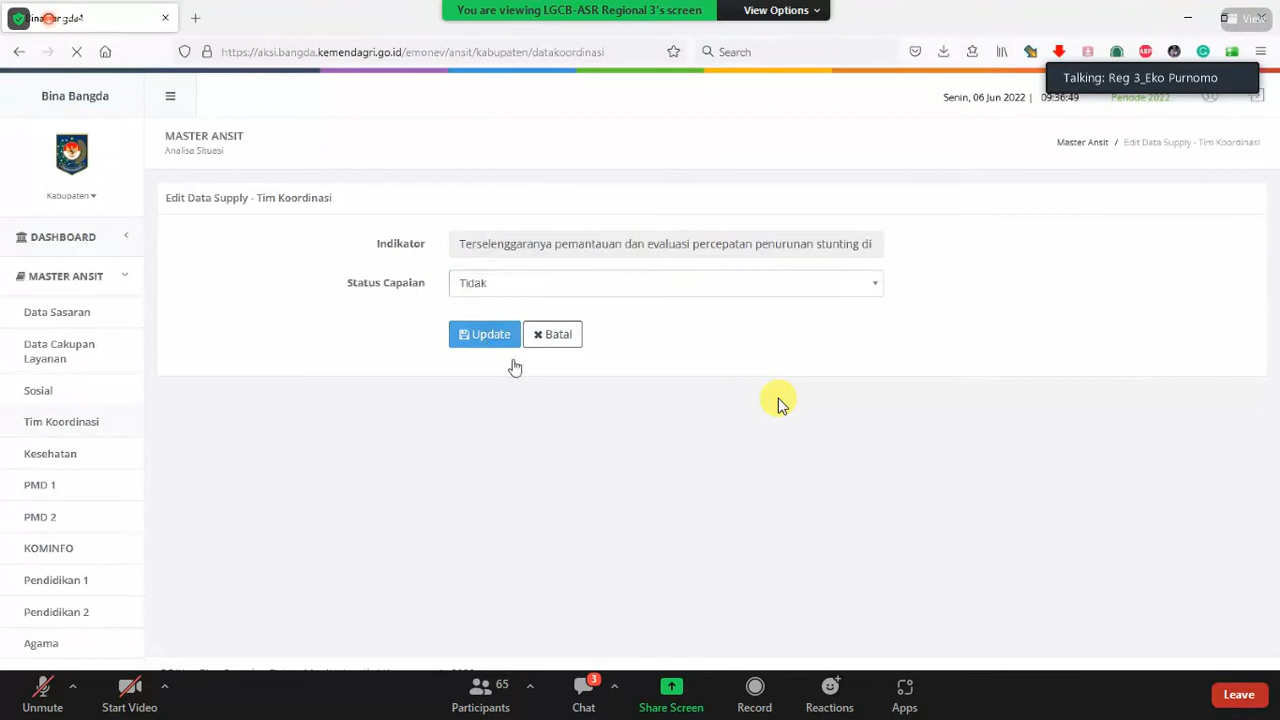 You are viewing LGCB-ASR Regional 3's screen
View Options
View
https://aksi.bangda.kemendagri.go.id/emonev/ansit/kabupaten/datakoordinasi
Search
Talking: Reg 3_Eko Purnomo
Bina Bangda
Senin, 06 Jun 2022 | 09:36:49
Periode 2022
MASTER ANSIT
Analisa Situasi
Master Ansit / Edit Data Supply - Tim Koordinasi
Kabupaten
Edit Data Supply - Tim Koordinasi
DASHBOARD
Indikator
Terselenggaranya pemantauan dan evaluasi percepatan penurunan stunting di
MASTER ANSIT
Status Capaian
Tidak
Data Sasaran
Update
Batal
Data Cakupan
Layanan
Sosial
Tim Koordinasi
Kesehatan
PMD 1
PMD 2
KOMINFO
Pendidikan 1
Pendidikan 2
Agama
3
65
Unmute
Start Video
Participants
Chat
Share Screen
Record
Reactions
Apps
Leave